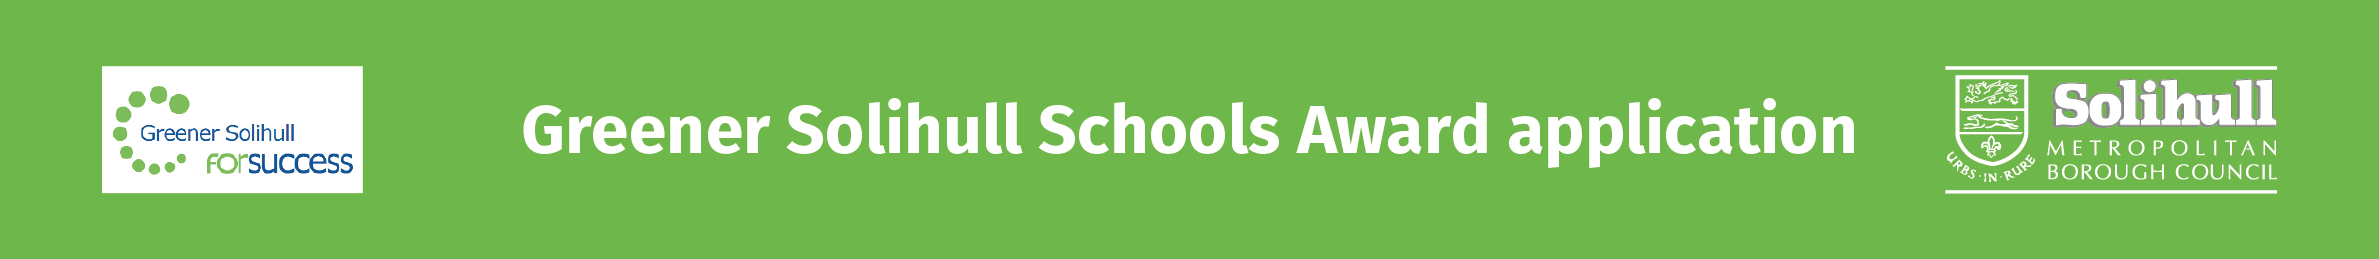 Greener Solihull
forsuccess
Greener Solihull Schools Award application
Solihull
METROPOLITAN
BOROUGH COUNCIL
URBS·IN·RURE